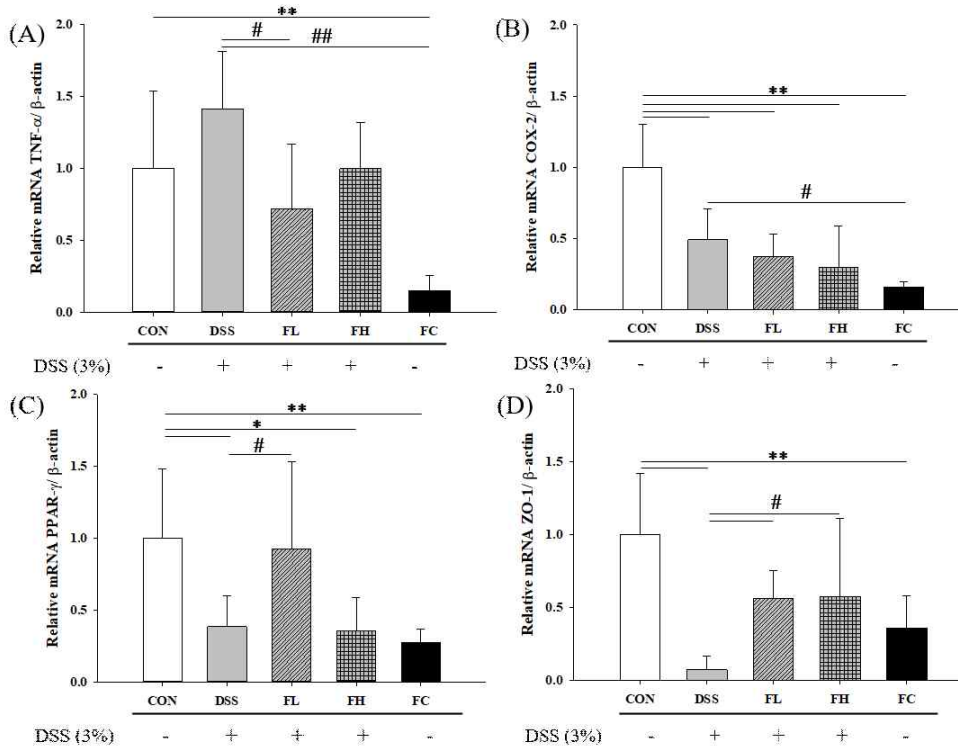 (A)
Relative mRNA TNF-α/ β-actin
2.0
1.5
1.0
0.5
0.0
**
#
##
CON DSS FL FH FC
DSS (3%) - + + + -
(B)
Relative mRNA COX-2/ β-actin
2.0
1.5
1.0
0.5
0.0
**
#
CON DSS FL FH FC
DSS (3%) - + + + -
(C)
Relative mRNA PPAR-γ/ β-actin
2.0
1.5
1.0
0.5
0.0
**
*
#
CON DSS FL FH FC
DSS (3%) - + + + -
(D)
Relative mRNA ZO-1/ β-actin
2.0
1.5
1.0
0.5
0.0
**
#
CON DSS FL FH FC
DSS (3%) - + + + -